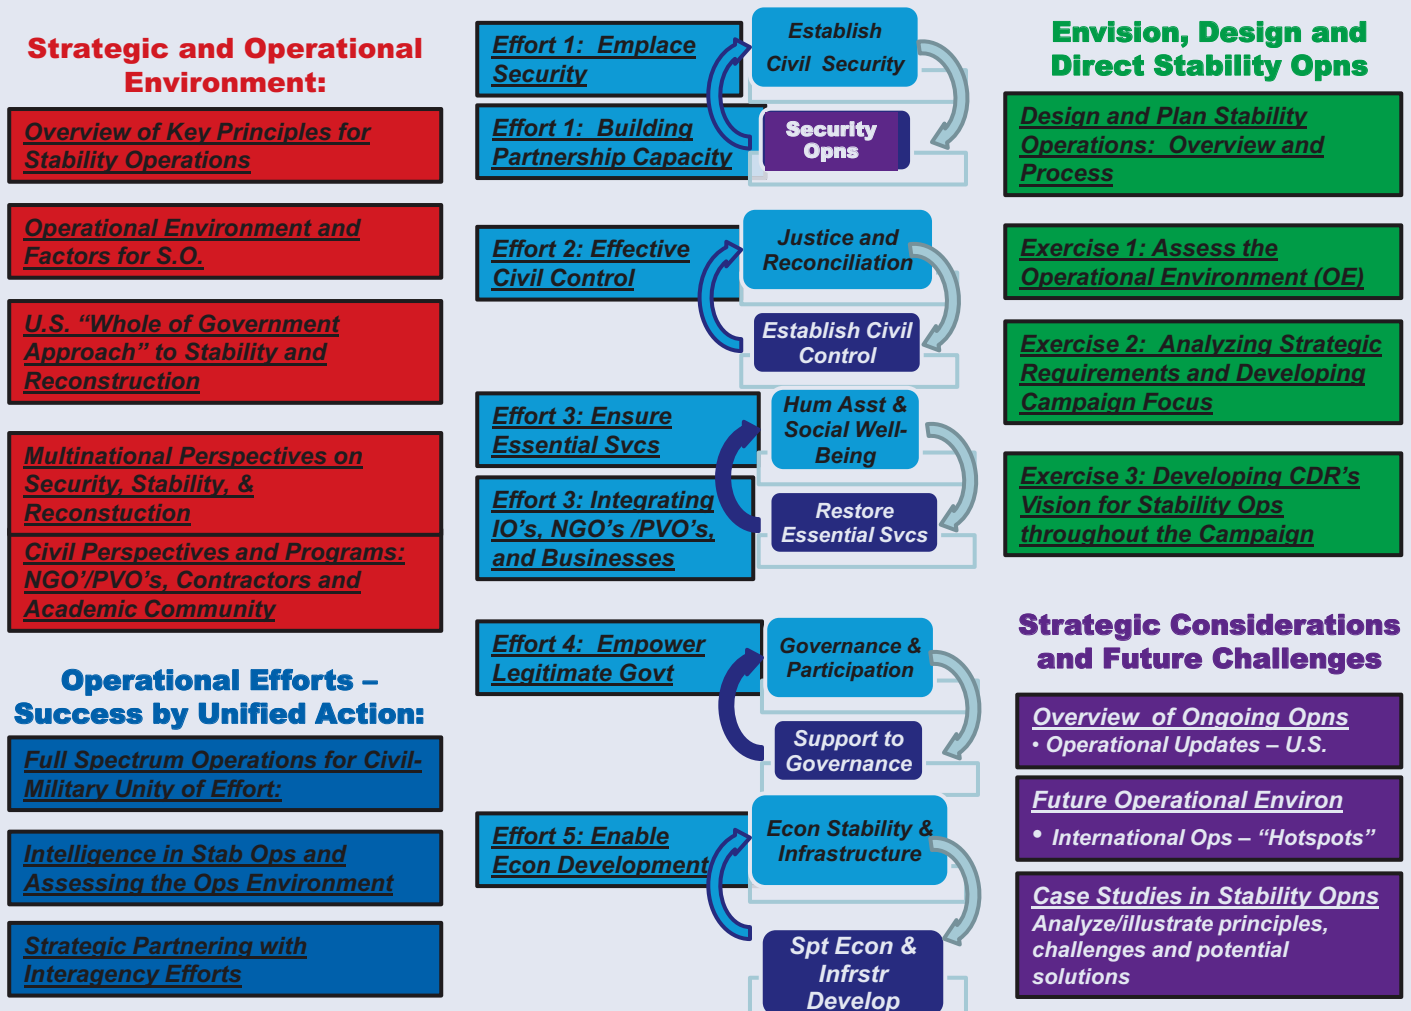 Strategic and Operational
Environment:
Overview of Key Principles for
Stability Operations
Operational Environment and
Factors for S.O.
U.S. “Whole of Government
Approach” to Stability and
Reconstruction
Multinational Perspectives on
Security, Stability, &
Reconstuction
Civil Perspectives and Programs:
NGO’/PVO’s, Contractors and
Academic Community
Operational Efforts –
Success by Unified Action:
Full Spectrum Operations for Civil-
Military Unity of Effort:
Intelligence in Stab Ops and
Assessing the Ops Environment
Strategic Partnering with
Interagency Efforts
Effort 1:  Emplace
Security
Establish
Civil  Security
Effort 1:  Building
Partnership Capacity
Security
Opns
Effort 2: Effective
Civil Control
Justice and
Reconciliation
Establish Civil
Control
Effort 3: Ensure
Essential Svcs
Hum Asst &
Social Well-
Being
Effort 3: Integrating
IO’s, NGO’s /PVO’s,
and Businesses
Restore
Essential Svcs
Effort 4:  Empower
Legitimate Govt
Governance &
Participation
Support to
Governance
Effort 5: Enable
Econ Development
Econ Stability &
Infrastructure
Spt Econ &
Infrstr
Develop
Envision, Design and
Direct Stability Opns
Design and Plan Stability
Operations:  Overview and
Process
Exercise 1: Assess the
Operational Environment (OE)
Exercise 2:  Analyzing Strategic
Requirements and Developing
Campaign Focus
Exercise 3: Developing CDR’s
Vision for Stability Ops
throughout the Campaign
Strategic Considerations
and Future Challenges
Overview  of Ongoing Opns
• Operational Updates – U.S.
Future Operational Environ
• International Ops – “Hotspots”
Case Studies in Stability Opns
Analyze/illustrate principles,
challenges and potential
solutions